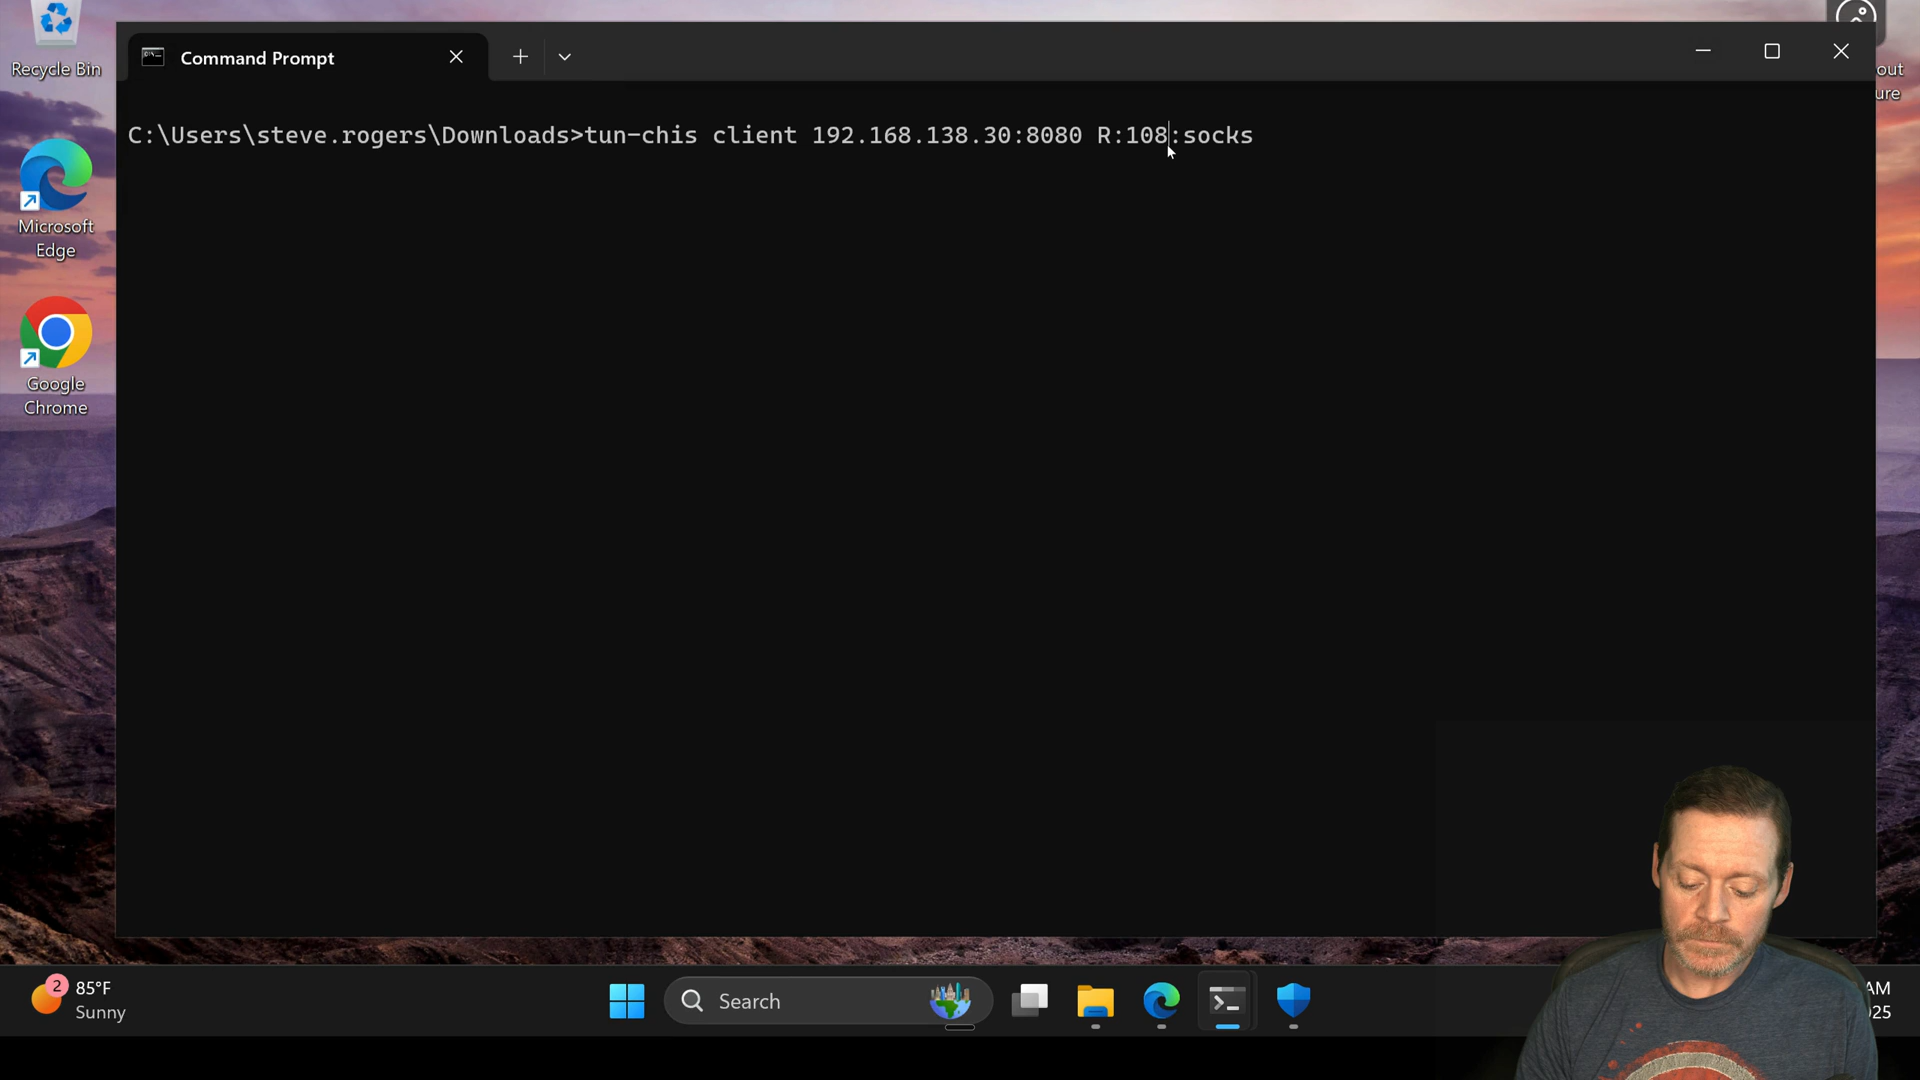 Recycle Bin
Command Prompt
out
ure
C:\Users\steve.rogers\Downloads>tun-chis client 192.168.138.30:8080 R:108:socks
Microsoft
Edge
Google
Chrome
2
85°F
Sunny
Search
AM
25